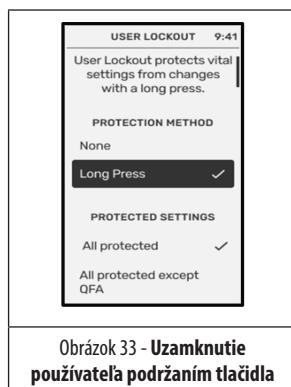 USER LOCKOUT 9:41
User Lockout protects vital
settings from changes
with a long press.
PROTECTION METHOD
None
Long Press
PROTECTED SETTINGS
All protected
All protected except
QFA
Obrázok 33 - Uzamknutie
používateľa podržaním tlačidla